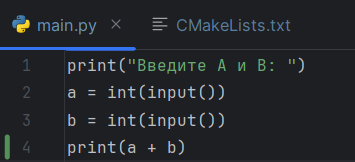 main.py × CMakeLists.txt
1 print("Введите A и B: ")
2 a = int(input())
3 b = int(input())
4 print(a + b)